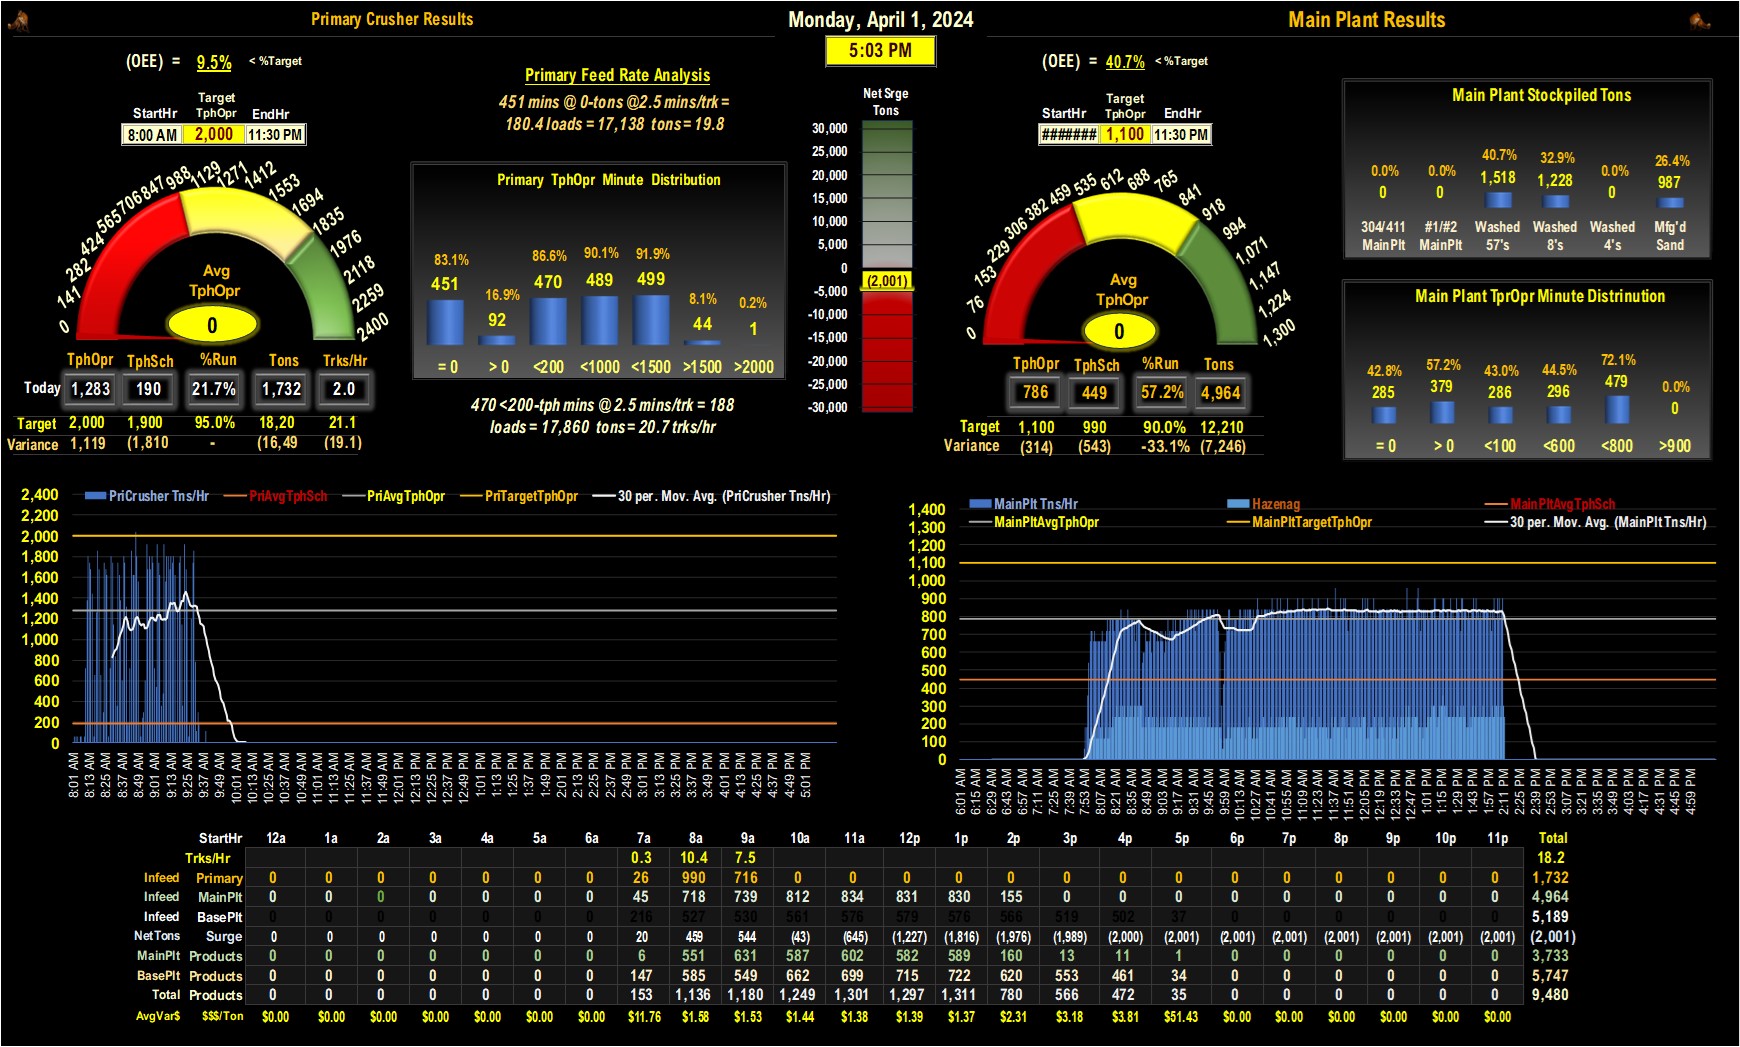 Primary Crusher Results
Monday, April 1, 2024
Main Plant Results
5:03 PM
(OEE) = 9.5% < %Target
StartHr Target TphOpr EndHr
8:00 AM 2,000 11:30 PM
0 141 282 424 565 706 847 988 1129 1271 1412 1553 1694 1835 1976 2118 2259 2400
Avg
TphOpr
0
TphOpr TphSch %Run Tons Trks/Hr
Today 1,283 190 21.7% 1,732 2.0
Target 2,000 1,900 95.0% 18,20 21.1
Variance 1,119 (1,810 - (16,49 (19.1)
Primary Feed Rate Analysis
451 mins @ 0-tons @2.5 mins/trk =
180.4 loads = 17,138 tons = 19.8
Primary TphOpr Minute Distribution
83.1% 16.9% 86.6% 90.1% 91.9% 8.1% 0.2%
451 92 470 489 499 44 1
= 0 > 0 <200 <1000 <1500 >1500 >2000
470 <200-tph mins @ 2.5 mins/trk = 188
loads = 17,860 tons = 20.7 trks/hr
Net Srge
Tons
30,000
25,000
20,000
15,000
10,000
5,000
0
(2,001)
-5,000
-10,000
-15,000
-20,000
-25,000
-30,000
(OEE) = 40.7% < %Target
StartHr Target TphOpr EndHr
####### 1,100 11:30 PM
0 76 153 229 306 382 459 535 612 688 765 841 918 994 1,071 1,147 1,224 1,300
Avg
TphOpr
0
TphOpr TphSch %Run Tons
786 449 57.2% 4,964
Target 1,100 990 90.0% 12,210
Variance (314) (543) -33.1% (7,246)
Main Plant Stockpiled Tons
0.0% 0.0% 40.7% 32.9% 0.0% 26.4%
0 0 1,518 1,228 0 987
304/411 #1/#2 Washed Washed Washed Mfg'd
MainPlt MainPlt 57's 8's 4's Sand
Main Plant TprOpr Minute Distrinution
42.8% 57.2% 43.0% 44.5% 72.1% 0.0%
285 379 286 296 479 0
= 0 > 0 <100 <600 <800 >900
PriCrusher Tns/Hr PriAvgTphSch PriAvgTphOpr PriTargetTphOpr 30 per. Mov. Avg. (PriCrusher Tns/Hr)
2,400
2,200
2,000
1,800
1,600
1,400
1,200
1,000
800
600
400
200
0
8:01 AM 8:13 AM 8:25 AM 8:37 AM 8:49 AM 9:01 AM 9:13 AM 9:25 AM 9:37 AM 9:49 AM 10:01 AM 10:13 AM 10:25 AM 10:37 AM 10:49 AM 11:01 AM 11:13 AM 11:25 AM 11:37 AM 11:49 AM 12:01 PM 12:13 PM 12:25 PM 12:37 PM 12:49 PM 1:01 PM 1:13 PM 1:25 PM 1:37 PM 1:49 PM 2:01 PM 2:13 PM 2:25 PM 2:37 PM 2:49 PM 3:01 PM 3:13 PM 3:25 PM 3:37 PM 3:49 PM 4:01 PM 4:13 PM 4:25 PM 4:37 PM 4:49 PM 5:01 PM
MainPlt Tns/Hr Hazenag MainPltAvgTphSch
MainPltAvgTphOpr MainPltTargetTphOpr 30 per. Mov. Avg. (MainPlt Tns/Hr)
1,400
1,300
1,200
1,100
1,000
900
800
700
600
500
400
300
200
100
0
6:01 AM 6:15 AM 6:29 AM 6:43 AM 6:57 AM 7:11 AM 7:25 AM 7:39 AM 7:53 AM 8:07 AM 8:21 AM 8:35 AM 8:49 AM 9:03 AM 9:17 AM 9:31 AM 9:45 AM 9:59 AM 10:13 AM 10:27 AM 10:41 AM 10:55 AM 11:09 AM 11:23 AM 11:37 AM 11:51 AM 12:05 PM 12:19 PM 12:33 PM 12:47 PM 1:01 PM 1:15 PM 1:29 PM 1:43 PM 1:57 PM 2:11 PM 2:25 PM 2:39 PM 2:53 PM 3:07 PM 3:21 PM 3:35 PM 3:49 PM 4:03 PM 4:17 PM 4:31 PM 4:45 PM 4:59 PM
StartHr 12a 1a 2a 3a 4a 5a 6a 7a 8a 9a 10a 11a 12p 1p 2p 3p 4p 5p 6p 7p 8p 9p 10p 11p Total
Trks/Hr 0.3 10.4 7.5 18.2
Infeed Primary 0 0 0 0 0 0 0 26 990 716 0 0 0 0 0 0 0 0 0 0 0 0 0 0 1,732
Infeed MainPlt 0 0 0 0 0 0 0 45 718 739 812 834 831 830 155 0 0 0 0 0 0 0 0 0 4,964
Infeed BasePlt 0 0 0 0 0 0 0 216 527 530 561 576 579 576 566 519 502 37 0 0 0 0 0 0 5,189
NetTons Surge 0 0 0 0 0 0 0 20 459 544 (43) (645) (1,227) (1,816) (1,976) (1,989) (2,000) (2,001) (2,001) (2,001) (2,001) (2,001) (2,001) (2,001) (2,001)
MainPlt Products 0 0 0 0 0 0 0 6 551 631 587 602 582 589 160 13 11 1 0 0 0 0 0 0 3,733
BasePlt Products 0 0 0 0 0 0 0 147 585 549 662 699 715 722 620 553 461 34 0 0 0 0 0 0 5,747
Total Products 0 0 0 0 0 0 0 153 1,136 1,180 1,249 1,301 1,297 1,311 780 566 472 35 0 0 0 0 0 0 9,480
AvgVar$ $$$/Ton $0.00 $0.00 $0.00 $0.00 $0.00 $0.00 $0.00 $11.76 $1.58 $1.53 $1.44 $1.38 $1.39 $1.37 $2.31 $3.18 $3.81 $51.43 $0.00 $0.00 $0.00 $0.00 $0.00 $0.00